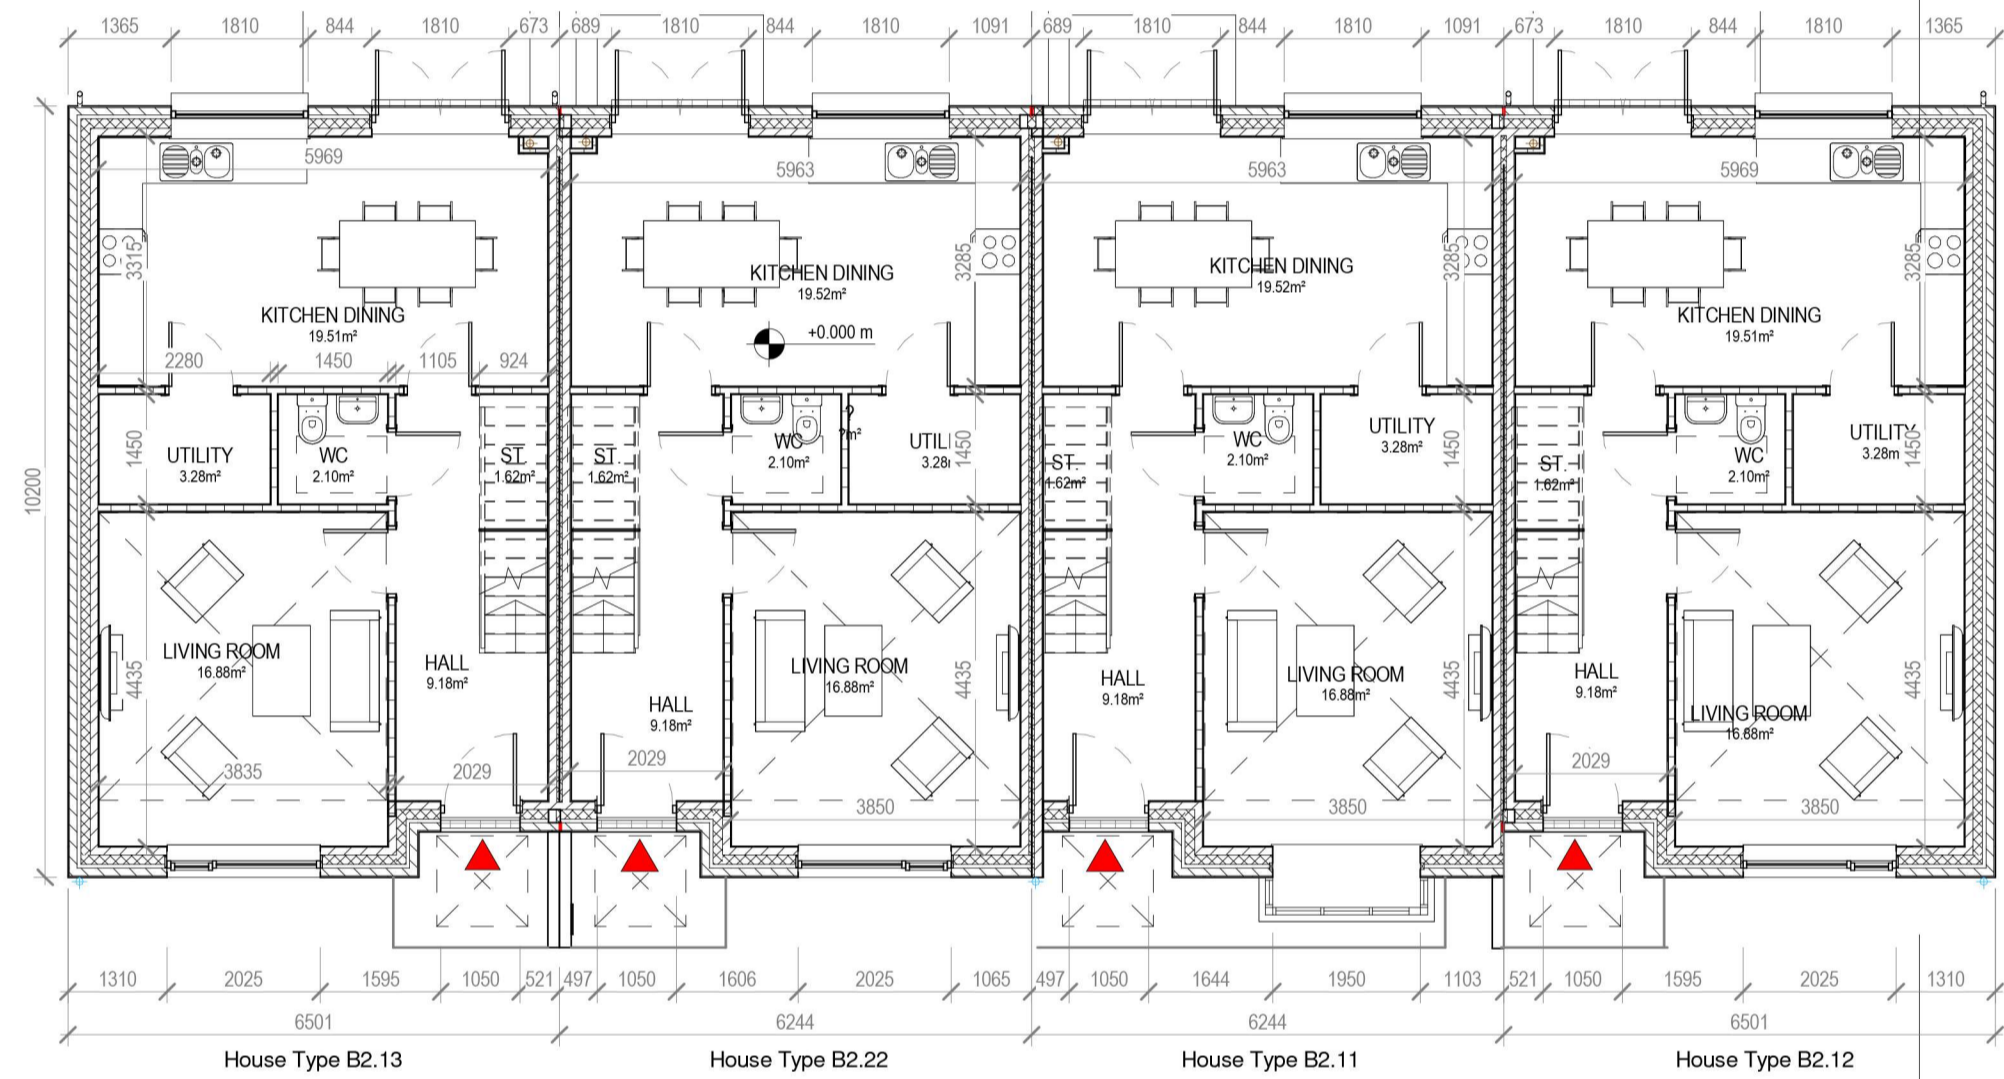 1365 1810 844 1810 673 689 1810 844 1810 1091 689 1810 844 1810 1091 673 1810 844 1810 1365
5969 5963 5963 5969
3315 3285 3285 3285
KITCHEN DINING
19.51m²
KITCHEN DINING
19.52m²
+0.000 m
KITCHEN DINING
19.52m²
KITCHEN DINING
19.51m²
2280 1450 1105 924
10200
1450 1450 1450 1450
UTILITY
3.28m²
WC
2.10m²
ST.
1.62m²
ST.
1.62m²
WC
2.10m²
?
?m²
UTIL
3.28
ST.
1.62m²
WC
2.10m²
UTILITY
3.28m²
ST.
1.62m²
WC
2.10m²
UTILITY
3.28m
LIVING ROOM
16.88m²
HALL
9.18m²
HALL
9.18m²
LIVING ROOM
16.88m²
HALL
9.18m²
LIVING ROOM
16.88m²
HALL
9.18m²
LIVING ROOM
16.88m²
4435 4435 4435 4435
3835 2029 2029 3850 3850 2029 3850
1310 2025 1595 1050 521 497 1050 1606 2025 1065 497 1050 1644 1950 1103 521 1050 1595 2025 1310
6501 6244 6244 6501
House Type B2.13 House Type B2.22 House Type B2.11 House Type B2.12